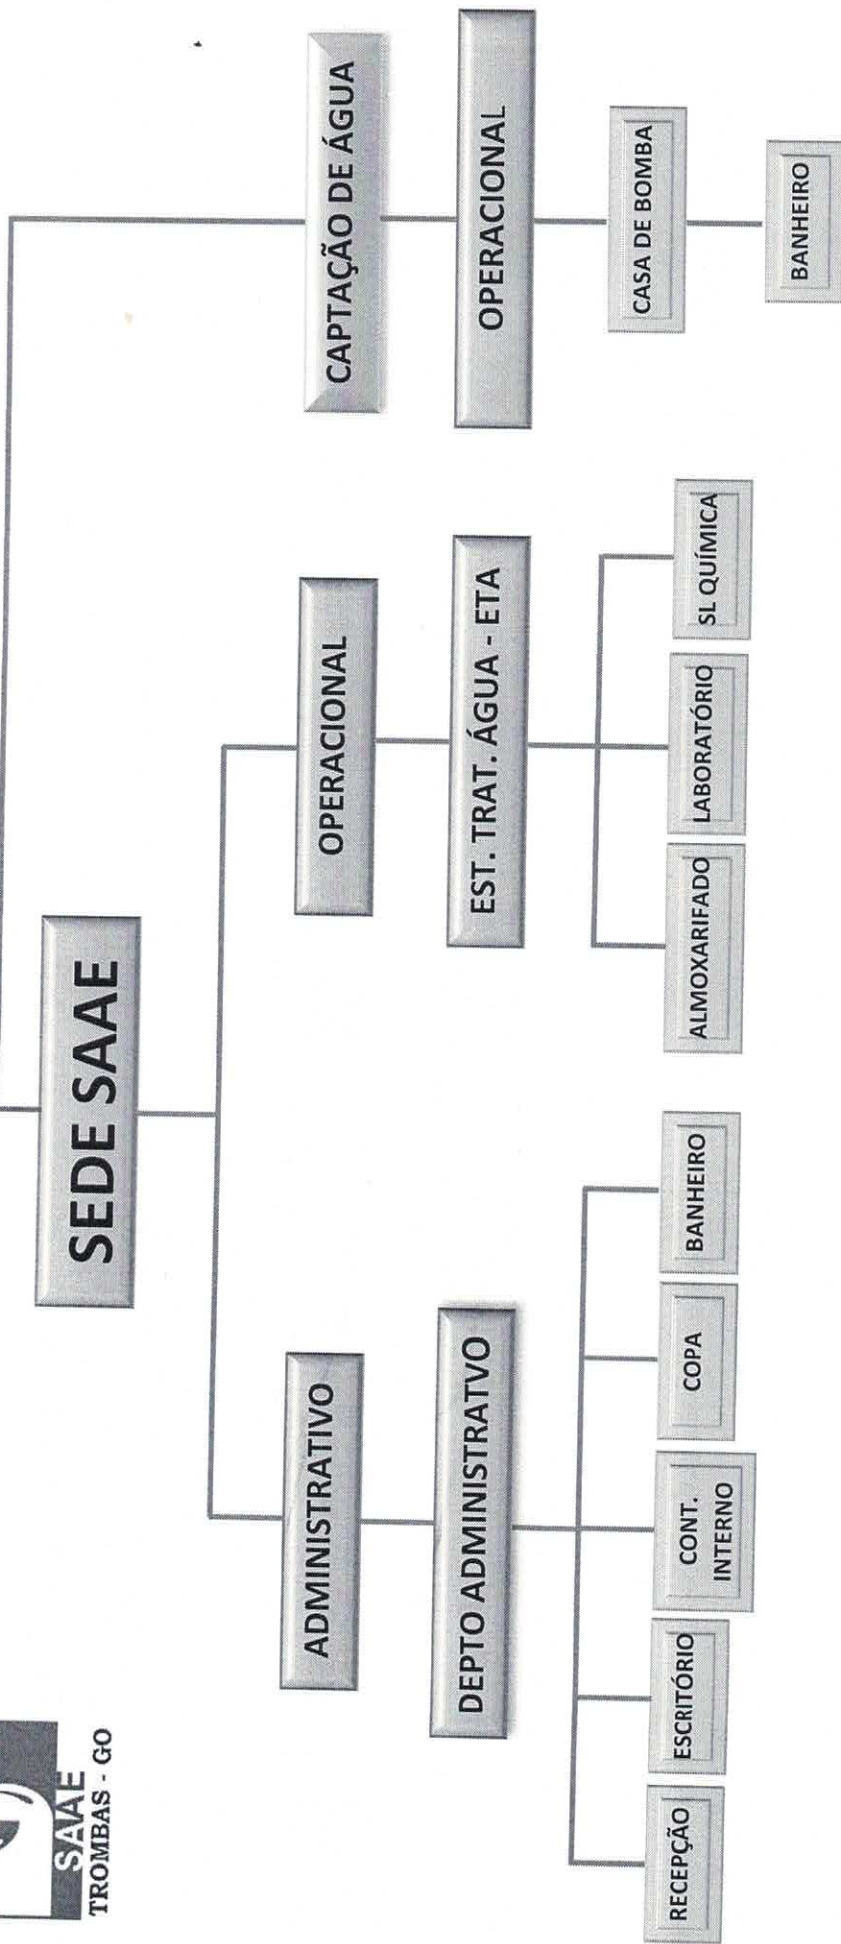 SAAE
TROMBAS - GO
SEDE SAAE
ADMINISTRATIVO
OPERACIONAL
CAPTAÇÃO DE ÁGUA
DEPTO ADMINISTRATVO
EST. TRAT. ÁGUA - ETA
OPERACIONAL
RECEPÇÃO
ESCRITÓRIO
CONT.
INTERNO
COPA
BANHEIRO
ALMOXARIFADO
LABORATÓRIO
SL QUÍMICA
CASA DE BOMBA
BANHEIRO